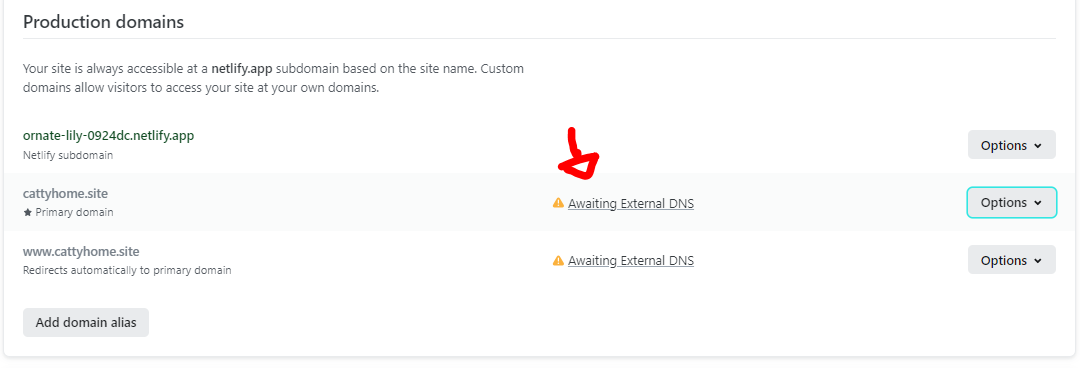 Production domains
Your site is always accessible at a netlify.app subdomain based on the site name. Custom
domains allow visitors to access your site at your own domains.
ornate-lily-0924dc.netlify.app
Netlify subdomain
Options
cattyhome.site
★ Primary domain
Awaiting External DNS
Options
www.cattyhome.site
Redirects automatically to primary domain
Awaiting External DNS
Options
Add domain alias